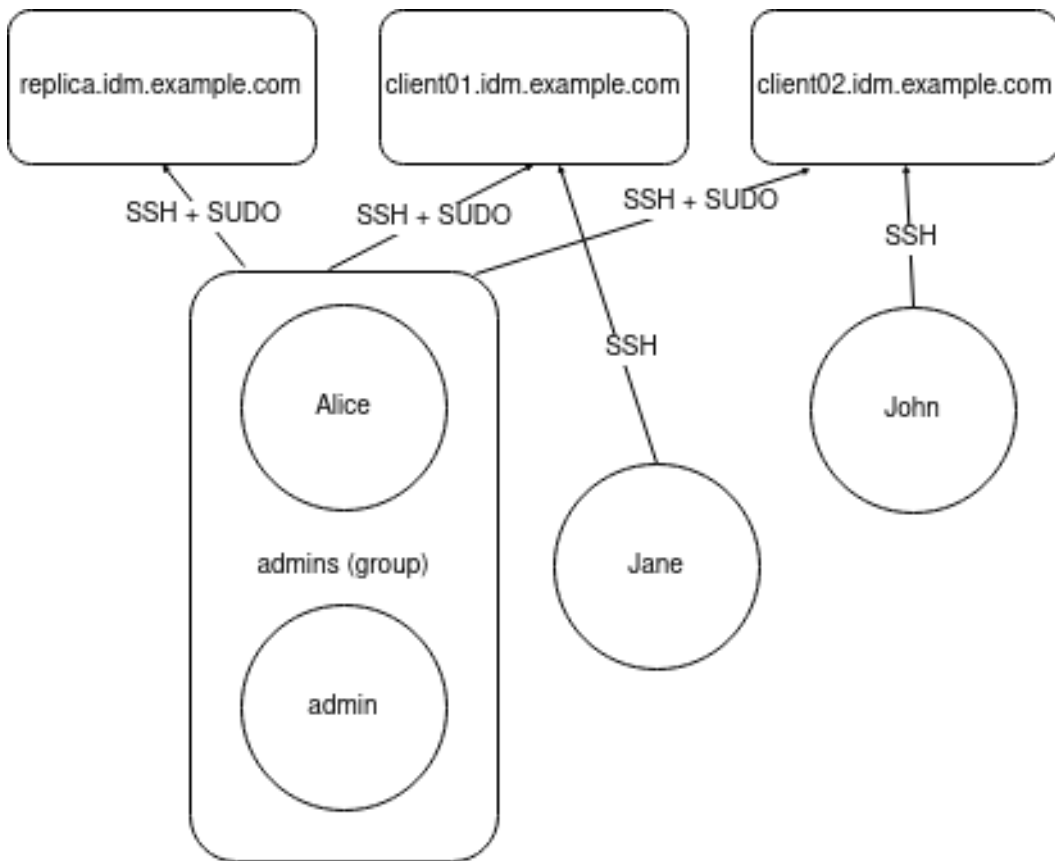 replica.idm.example.com
client01.idm.example.com
client02.idm.example.com
SSH + SUDO
SSH + SUDO
SSH + SUDO
SSH
SSH
Alice
John
admins (group)
Jane
admin